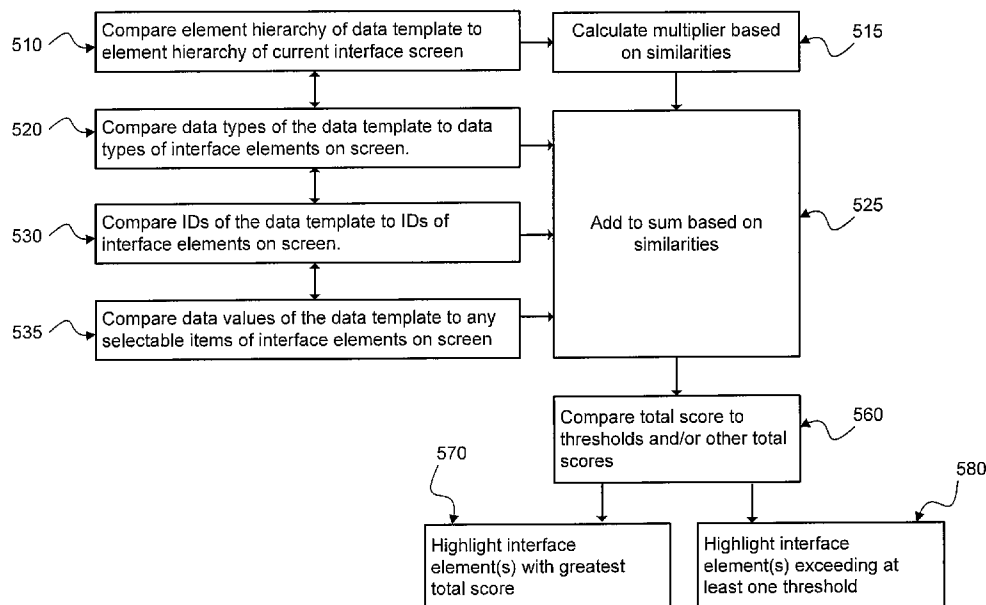 510
Compare element hierarchy of data template to
element hierarchy of current interface screen
Calculate multiplier based
on similarities
515
520
Compare data types of the data template to data
types of interface elements on screen.
530
Compare IDs of the data template to IDs of
interface elements on screen.
535
Compare data values of the data template to any
selectable items of interface elements on screen
Add to sum based on
similarities
525
Compare total score to
thresholds and/or other total
scores
560
570
Highlight interface
element(s) with greatest
total score
580
Highlight interface
element(s) exceeding at
least one threshold